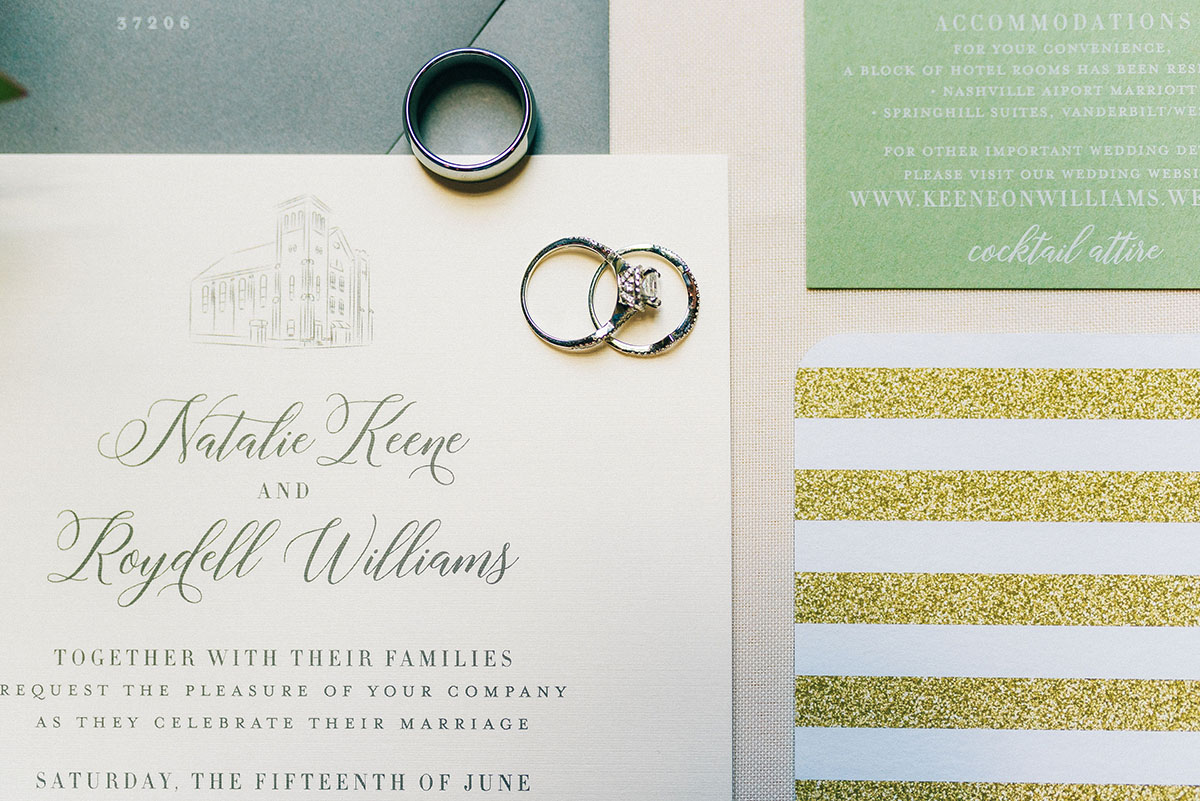 37206
Natalie Keene
AND
Roydell Williams
TOGETHER WITH THEIR FAMILIES
REQUEST THE PLEASURE OF YOUR COMPANY
AS THEY CELEBRATE THEIR MARRIAGE
SATURDAY, THE FIFTEENTH OF JUNE
ACCOMMODATIONS
FOR YOUR CONVENIENCE,
A BLOCK OF HOTEL ROOMS HAS BEEN
• NASHVILLE AIPORT MARRIOTT
• SPRINGHILL SUITES, VANDERBILT/WE
FOR OTHER IMPORTANT WEDDING DE
PLEASE VISIT OUR WEDDING WEBSI
WWW.KEENEONWILLIAMS.WE
cocktail attire